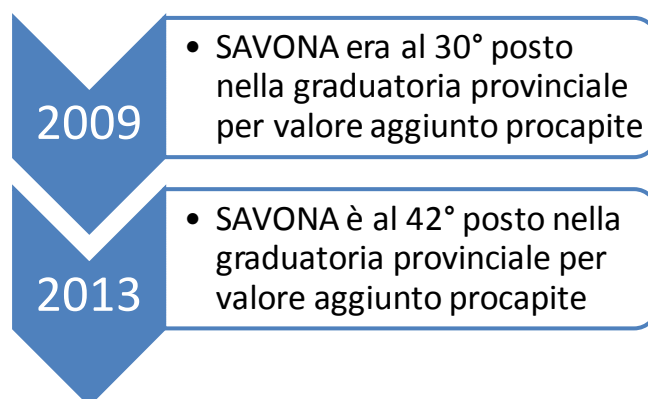 2009
• SAVONA era al 30° posto
nella graduatoria provinciale
per valore aggiunto procapite
2013
• SAVONA è al 42° posto nella
graduatoria provinciale per
valore aggiunto procapite